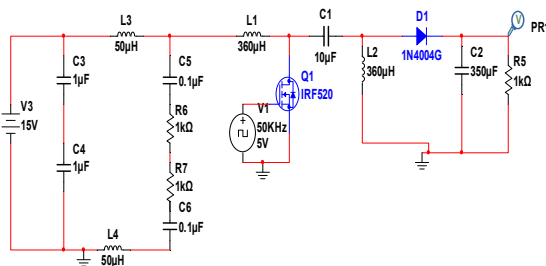 L3
50µH
L1
360µH
C1
10µF
D1
1N4004G
V
PR1
C3
1µF
C5
0.1µF
L2
360µH
C2
350µF
R5
1kΩ
Q1
IRF520
V3
15V
R6
1kΩ
V1
50KHz
5V
C4
1µF
R7
1kΩ
C6
0.1µF
L4
50µH